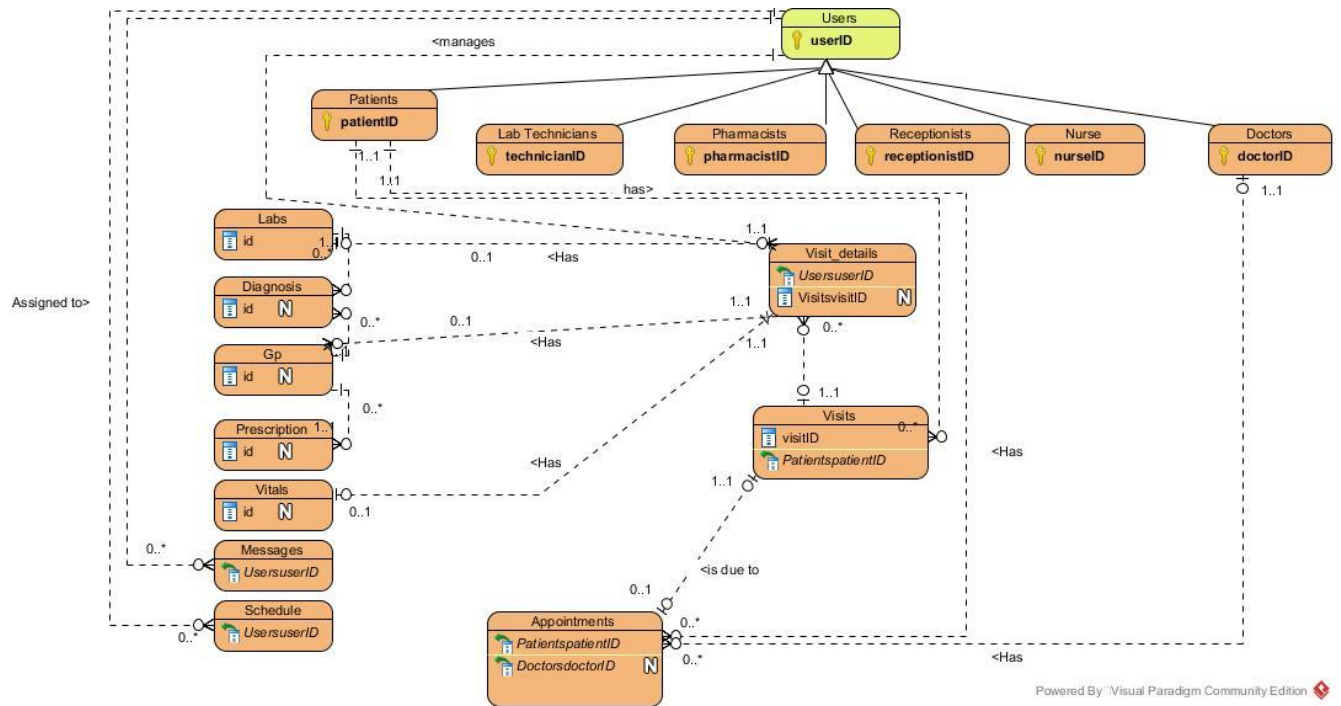 Users
userID
<manages
Patients
patientID
Lab Technicians
technicianID
Pharmacists
pharmacistID
Receptionists
receptionistID
Nurse
nurseID
Doctors
doctorID
1..1
1..1
has>
1..1
Labs
id
1..1
0..*
0..1
<Has
1..1
Visit_details
UsersuserID
VisitsvisitID N
Diagnosis
id N
Assigned to>
0..*
0..1
<Has
1..1
1..1
0..*
Gp
id N
0..*
1..1
Visits
visitID
PatientspatientID
0..*
Prescription
id N
1..1
<Has
<Has
Vitals
id N
0..1
1..1
Messages
UsersuserID
0..*
<is due to
0..1
Schedule
UsersuserID
0..*
Appointments
PatientspatientID
DoctorsdoctorID N
0..*
0..*
<Has
Powered By Visual Paradigm Community Edition